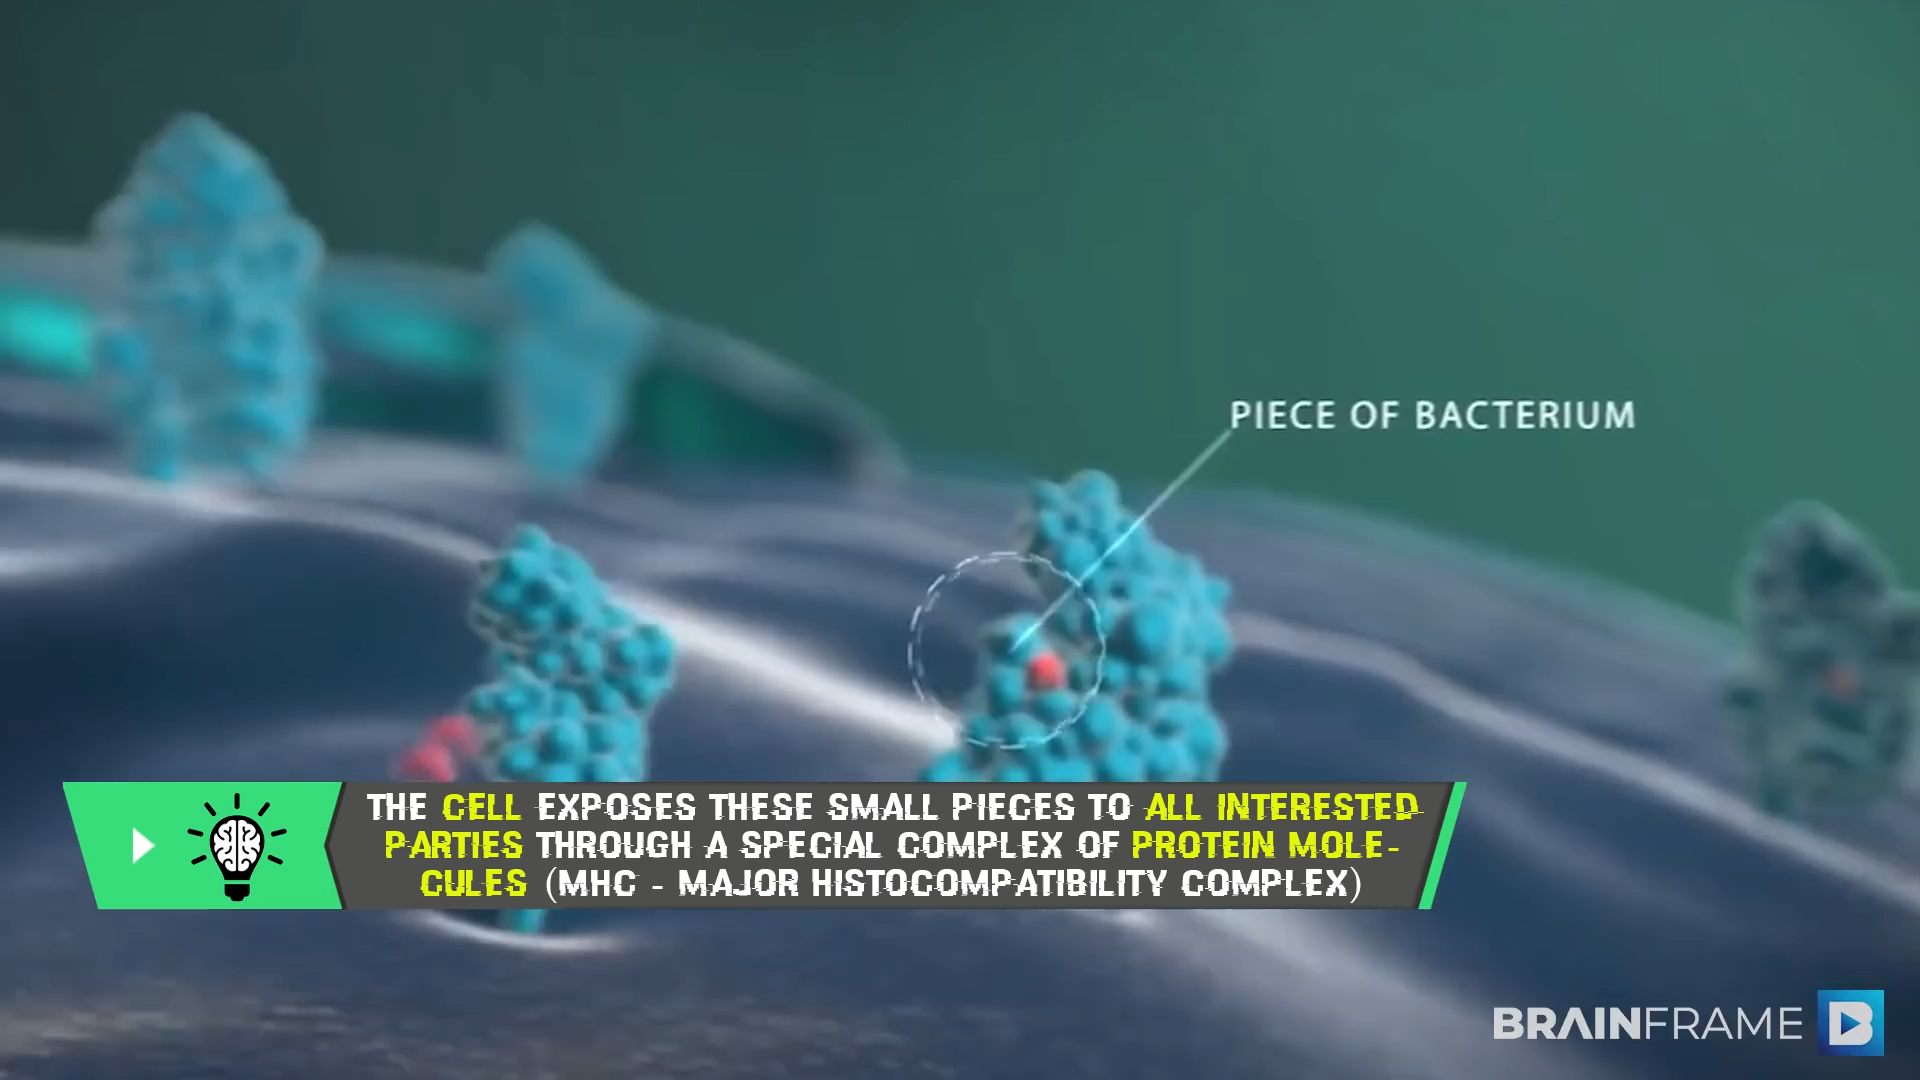 PIECE OF BACTERIUM
THE CELL EXPOSES THESE SMALL PIECES TO ALL INTERESTED
PARTIES THROUGH A SPECIAL COMPLEX OF PROTEIN MOLE-
CULES (MHC - MAJOR HISTOCOMPATIBILITY COMPLEX)
BRAINFRAME B